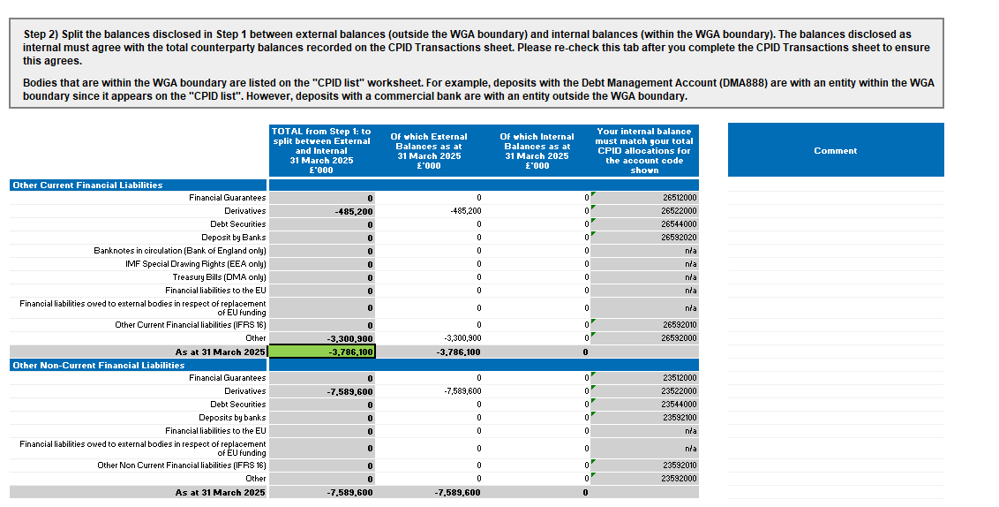 Step 2) Split the balances disclosed in Step 1 between external balances (outside the WGA boundary) and internal balances (within the WGA boundary). The balances disclosed as
internal must agree with the total counterparty balances recorded on the CPID Transactions sheet. Please re-check this tab after you complete the CPID Transactions sheet to ensure
this agrees.
Bodies that are within the WGA boundary are listed on the "CPID list" worksheet. For example, deposits with the Debt Management Account (DMA888) are with an entity within the WGA
boundary since it appears on the "CPID list". However, deposits with a commercial bank are with an entity outside the WGA boundary.
TOTAL from Step 1: to
split between External
and Internal
31 March 2025
£'000
Of which External
Balances as at
31 March 2025
£'000
Of which Internal
Balances as at
31 March 2025
£'000
Your internal balance
must match your total
CPID allocations for
the account code
shown
Comment
Other Current Financial Liabilities
Financial Guarantees 0 0 0 26512000
Derivatives -485,200 -485,200 0 26522000
Debt Securities 0 0 0 26544000
Deposit by Banks 0 0 0 26592020
Banknotes in circulation (Bank of England only) 0 0 0 n/a
IMF Special Drawing Rights (EEA only) 0 0 0 n/a
Treasury Bills (DMA only) 0 0 0 n/a
Financial liabilities to the EU 0 0 0 n/a
Financial liabilities owed to external bodies in respect of replacement
of EU funding 0 0 0 n/a
Other Current Financial liabilities (IFRS 16) 0 0 0 26592010
Other -3,300,900 -3,300,900 0 26592000
As at 31 March 2025 -3,786,100 -3,786,100 0
Other Non-Current Financial Liabilities
Financial Guarantees 0 0 0 23512000
Derivatives -7,589,600 -7,589,600 0 23522000
Debt Securities 0 0 0 23544000
Deposits by banks 0 0 0 23592100
Financial liabilities to the EU 0 0 0 n/a
Financial liabilities owed to external bodies in respect of replacement
of EU funding 0 0 0 n/a
Other Non Current Financial liabilities (IFRS 16) 0 0 0 23592010
Other 0 0 0 23592000
As at 31 March 2025 -7,589,600 -7,589,600 0